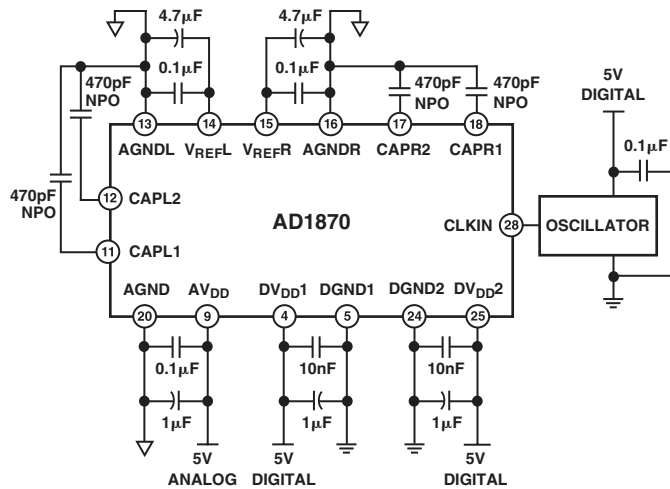 4.7μF
4.7μF
0.1μF
0.1μF
470pF
NPO
470pF
NPO
470pF
NPO
5V
DIGITAL
0.1μF
13
14
15
16
17
18
AGNDL
VREFL
VREFR
AGNDR
CAPR2
CAPR1
470pF
NPO
12
CAPL2
AD1870
CLKIN
28
OSCILLATOR
11
CAPL1
AGND
AVDD
DVDD1
DGND1
DGND2
DVDD2
20
9
4
5
24
25
0.1μF
10nF
10nF
1μF
1μF
1μF
5V
ANALOG
5V
DIGITAL
5V
DIGITAL